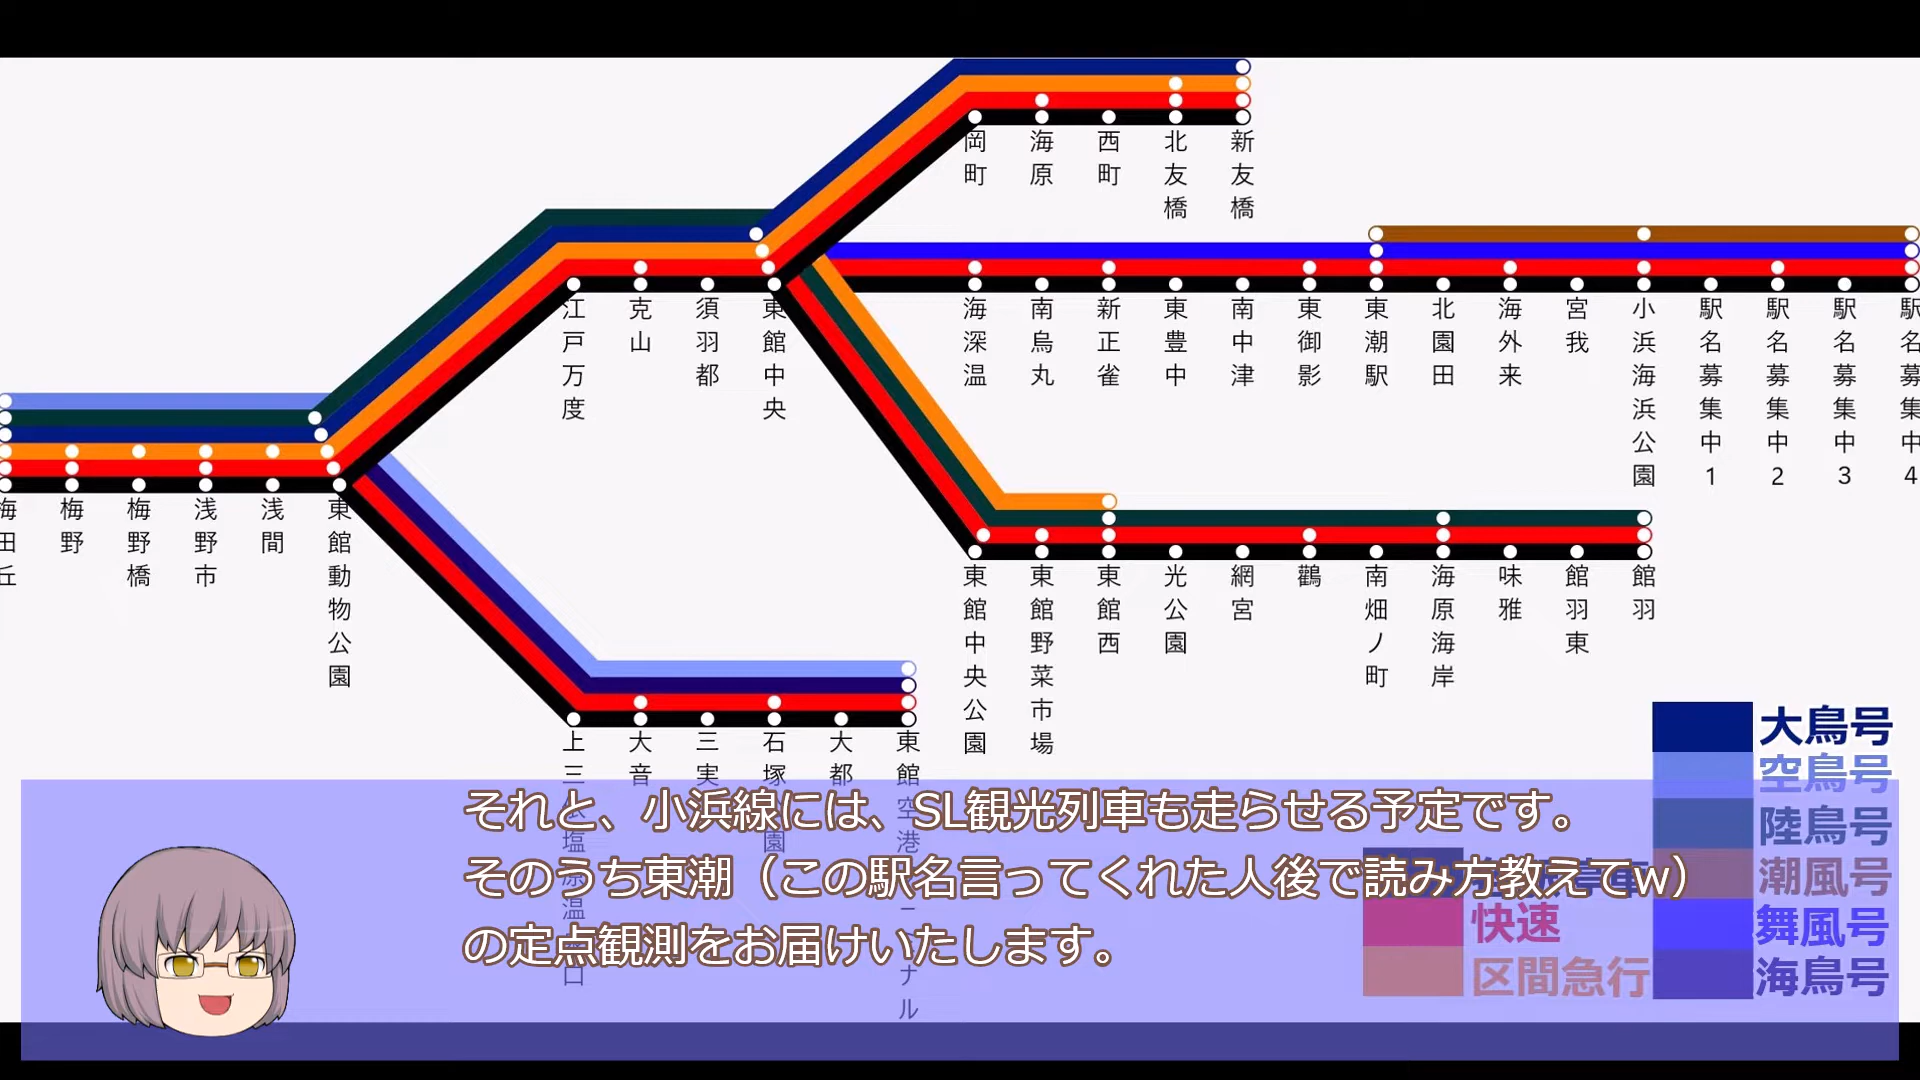 岡町
海原
西町
北友橋
新友橋
江戸万度
克山
須羽都
東館中央
海深温
南烏丸
新正雀
東豊中
南中津
東御影
東潮駅
北園田
海外来
宮我
小浜海浜公園
駅名募集中1
駅名募集中2
駅名募集中3
駅名募集中4
梅田丘
梅野
梅野橋
浅野市
浅間
東館動物公園
東館中央公園
東館野菜市場
東館西
光公園
網宮
鸛
南畑ノ町
海原海岸
味雅
館羽東
館羽
大音
三実
大都
大鳥号
空鳥号
陸鳥号
潮風号
舞風号
海鳥号
快速
区間急行
それと、小浜線には、SL観光列車も走らせる予定です。
そのうち東潮（この駅名言ってくれた人後で読み方教えてw）
の定点観測をお届けいたします。